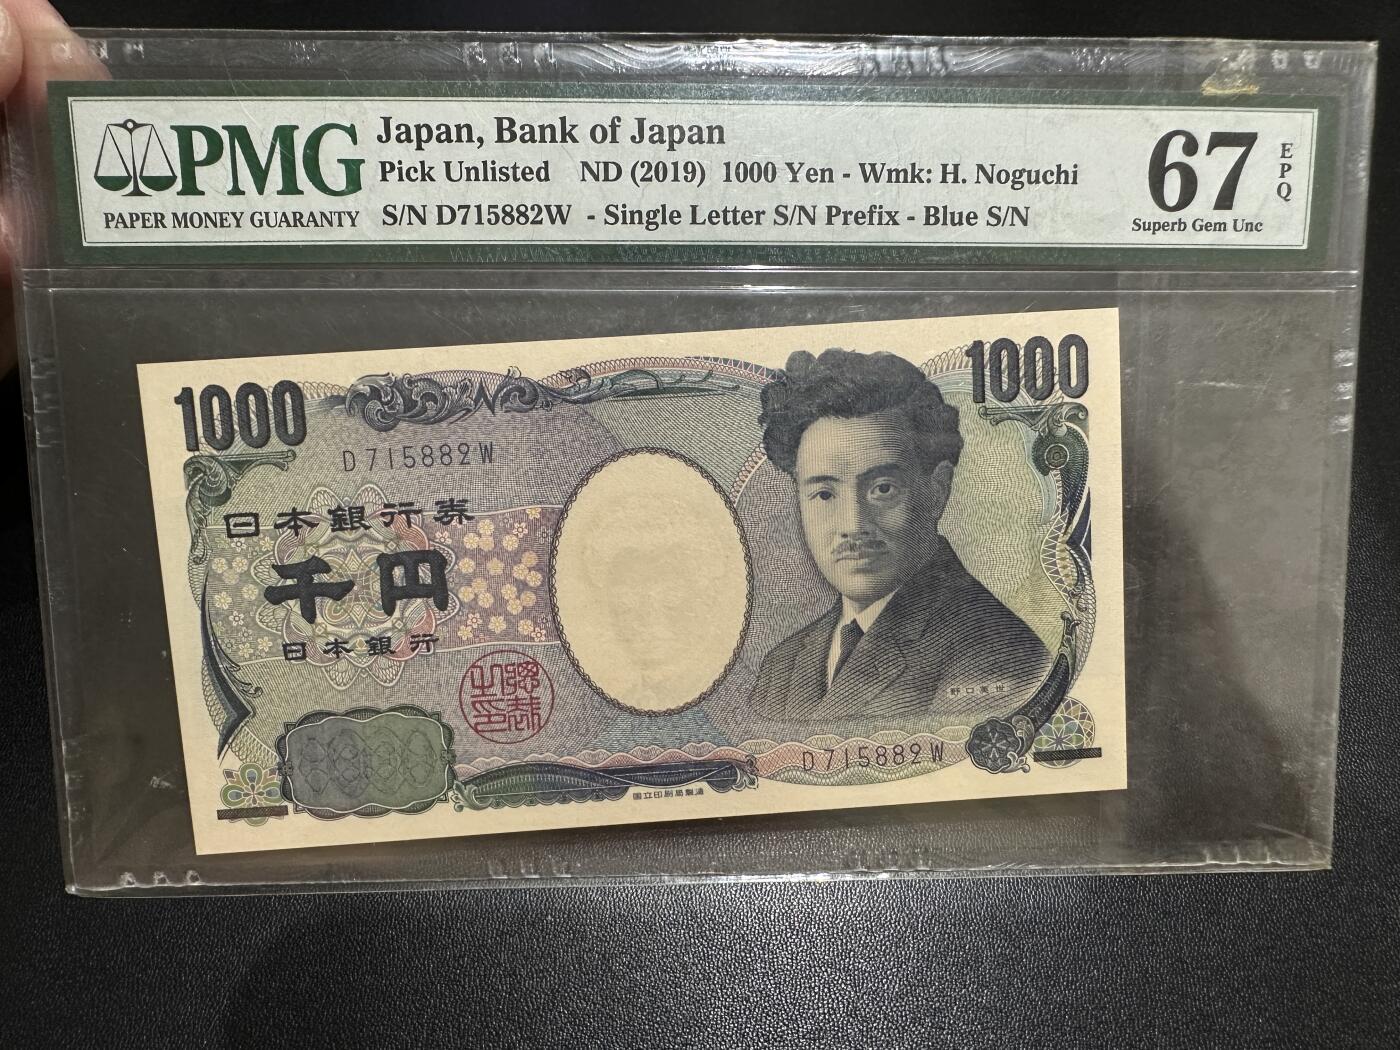 PMG
PAPER MONEY GUARANTY
Japan, Bank of Japan
Pick Unlisted ND (2019) 1000 Yen - Wmk: H. Noguchi
S/N D715882W - Single Letter S/N Prefix - Blue S/N
67
EPQ
Superb Gem Unc
1000
1000
D715882W
日本銀行券
千円
日本銀行
野口英世
D715882W
国立印刷局製造